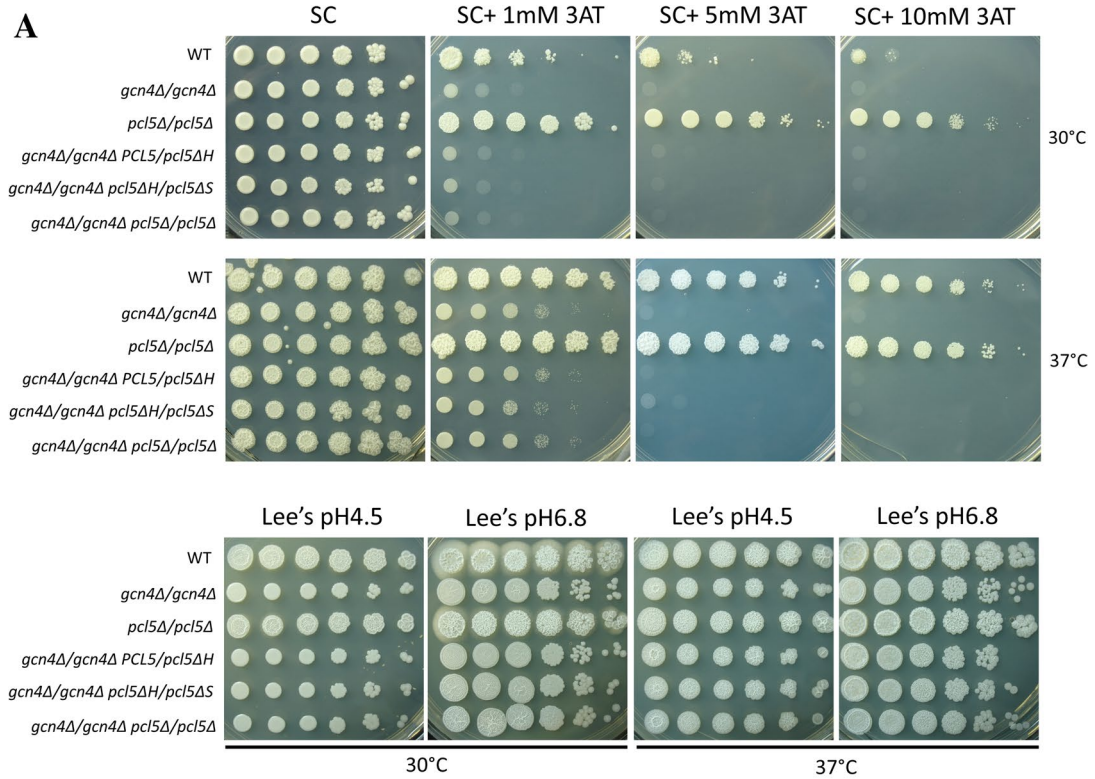 A
SC SC+ 1mM 3AT SC+ 5mM 3AT SC+ 10mM 3AT
WT
gcn4Δ/gcn4Δ
pcl5Δ/pcl5Δ
gcn4Δ/gcn4Δ PCL5/pcl5ΔH
gcn4Δ/gcn4Δ pcl5ΔH/pcl5ΔS
gcn4Δ/gcn4Δ pcl5Δ/pcl5Δ
30°C
WT
gcn4Δ/gcn4Δ
pcl5Δ/pcl5Δ
gcn4Δ/gcn4Δ PCL5/pcl5ΔH
gcn4Δ/gcn4Δ pcl5ΔH/pcl5ΔS
gcn4Δ/gcn4Δ pcl5Δ/pcl5Δ
37°C
Lee's pH4.5 Lee's pH6.8 Lee's pH4.5 Lee's pH6.8
WT
gcn4Δ/gcn4Δ
pcl5Δ/pcl5Δ
gcn4Δ/gcn4Δ PCL5/pcl5ΔH
gcn4Δ/gcn4Δ pcl5ΔH/pcl5ΔS
gcn4Δ/gcn4Δ pcl5Δ/pcl5Δ
30°C 37°C